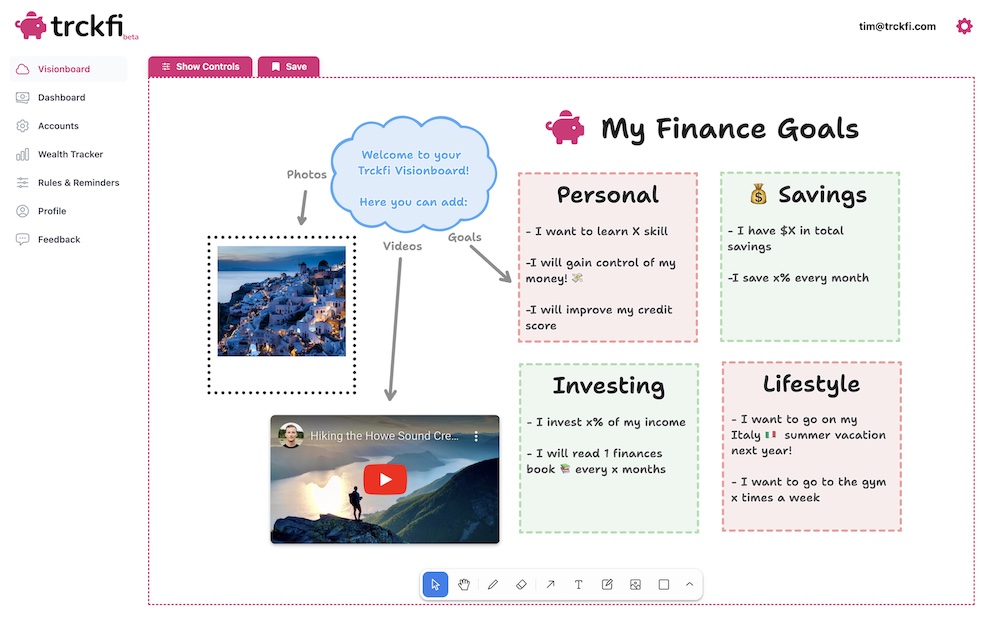 trckfi
beta
tim@trckfi.com
Visionboard
Dashboard
Accounts
Wealth Tracker
Rules & Reminders
Profile
Feedback
Show Controls
Save
Welcome to your
Trckfi Visionboard!
Here you can add:
Photos
Videos
Goals
Hiking the Howe Sound Cre...
My Finance Goals
Personal
- I want to learn X skill
-I will gain control of my
money! 💸
-I will improve my credit
score
💰 Savings
- I have $X in total
savings
-I save x% every month
Investing
- I invest x% of my income
- I will read 1 finances
book 📚 every x months
Lifestyle
- I want to go on my
Italy 🇮🇹 summer vacation
next year!
- I want to go to the gym
x times a week
T